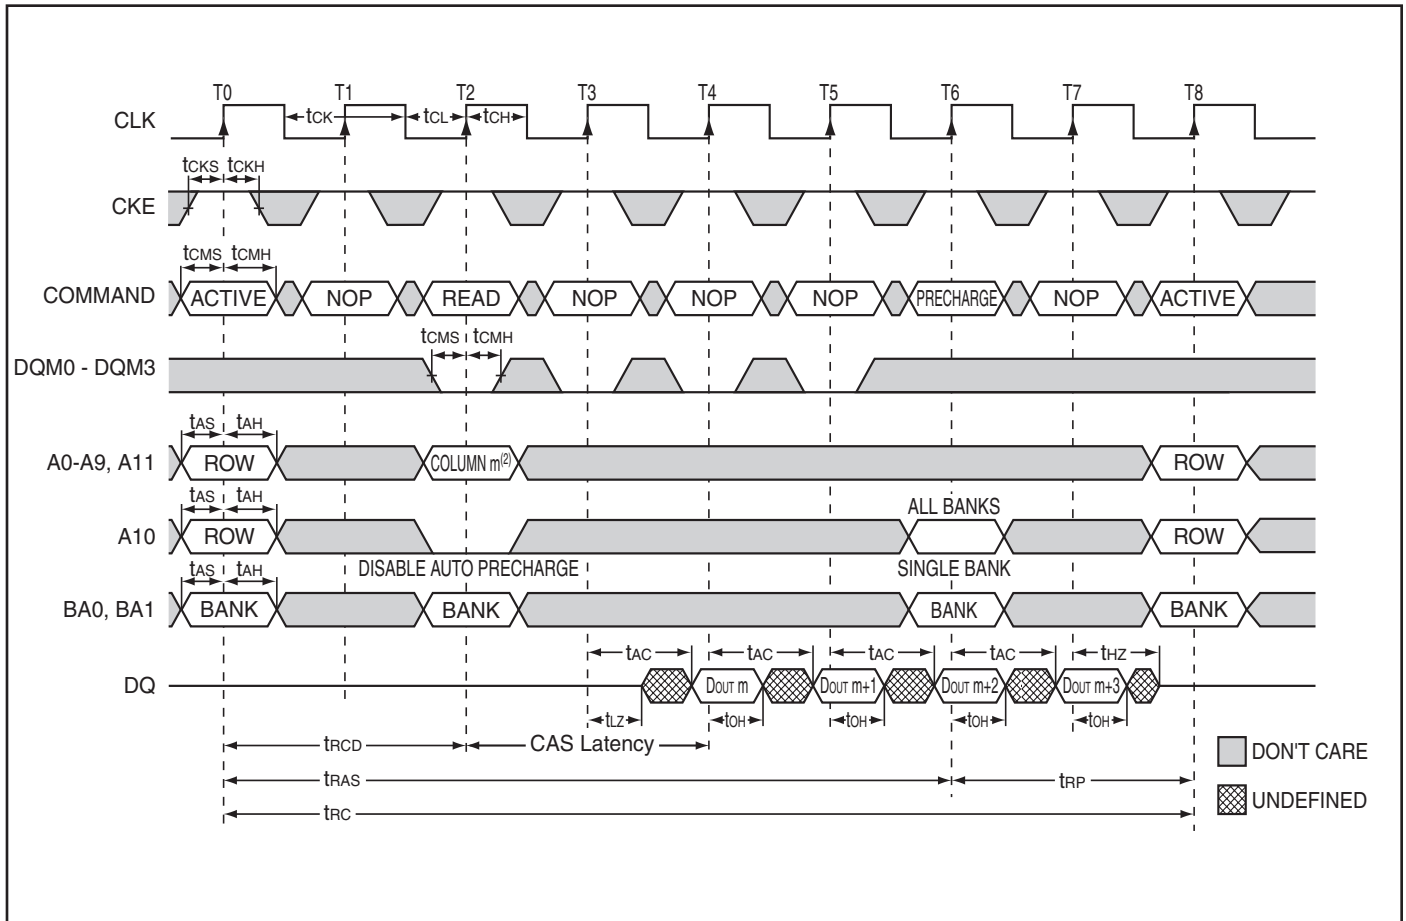 T0 T1 T2 T3 T4 T5 T6 T7 T8
CLK tCK tCL tCH
tCKS tCKH
CKE
tCMS tCMH
COMMAND ACTIVE NOP READ NOP NOP NOP PRECHARGE NOP ACTIVE
tCMS tCMH
DQM0 - DQM3
tAS tAH
A0-A9, A11 ROW COLUMN m(2) ROW
tAS tAH ALL BANKS
A10 ROW ROW
DISABLE AUTO PRECHARGE SINGLE BANK
tAS tAH
BA0, BA1 BANK BANK BANK BANK
tAC tAC tAC tAC tHZ
DQ DOUT m DOUT m+1 DOUT m+2 DOUT m+3
tLZ tOH tOH tOH tOH
tRCD CAS Latency
DON'T CARE
tRAS tRP
UNDEFINED
tRC